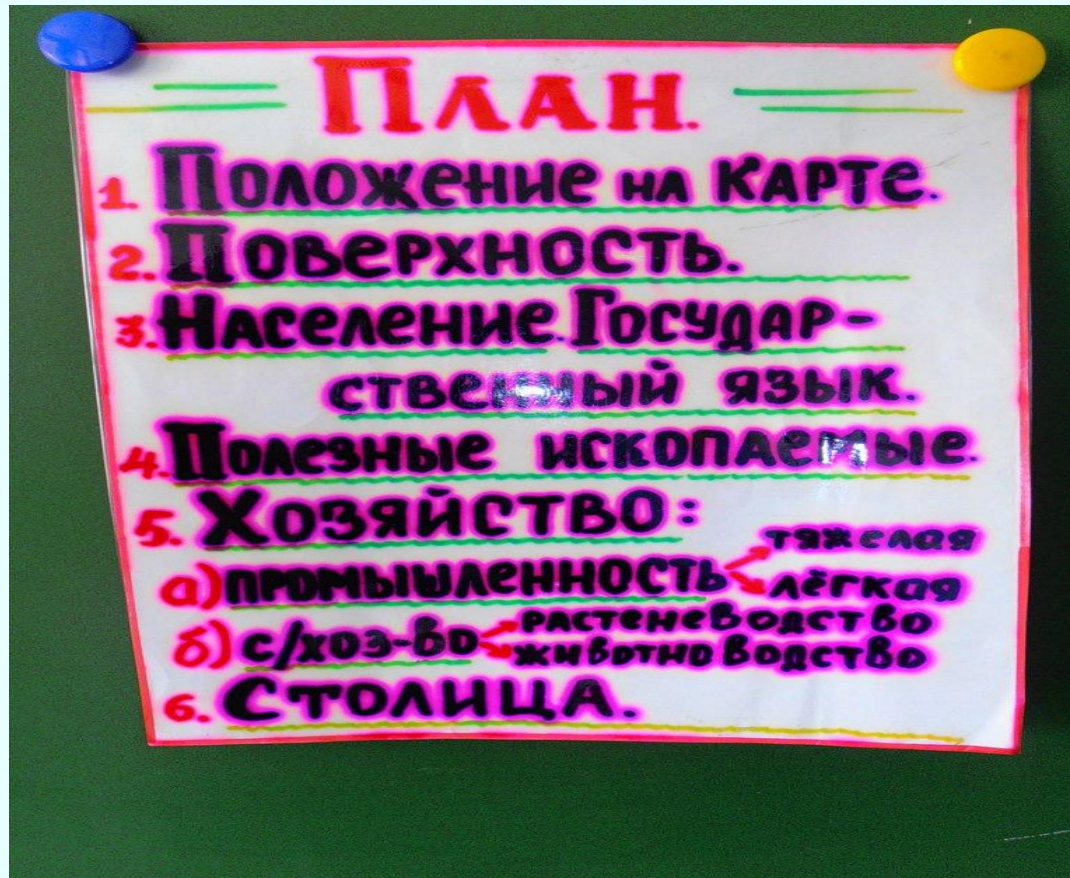 План.
1. Положение на карте.
2. Поверхность.
3. Население. Государ-
ственный язык.
4. Полезные ископаемые.
5. Хозяйство:
тяжелая
а) промышленность
лёгкая
растеневодство
б) с/хоз-во
животноводство
6. Столица.